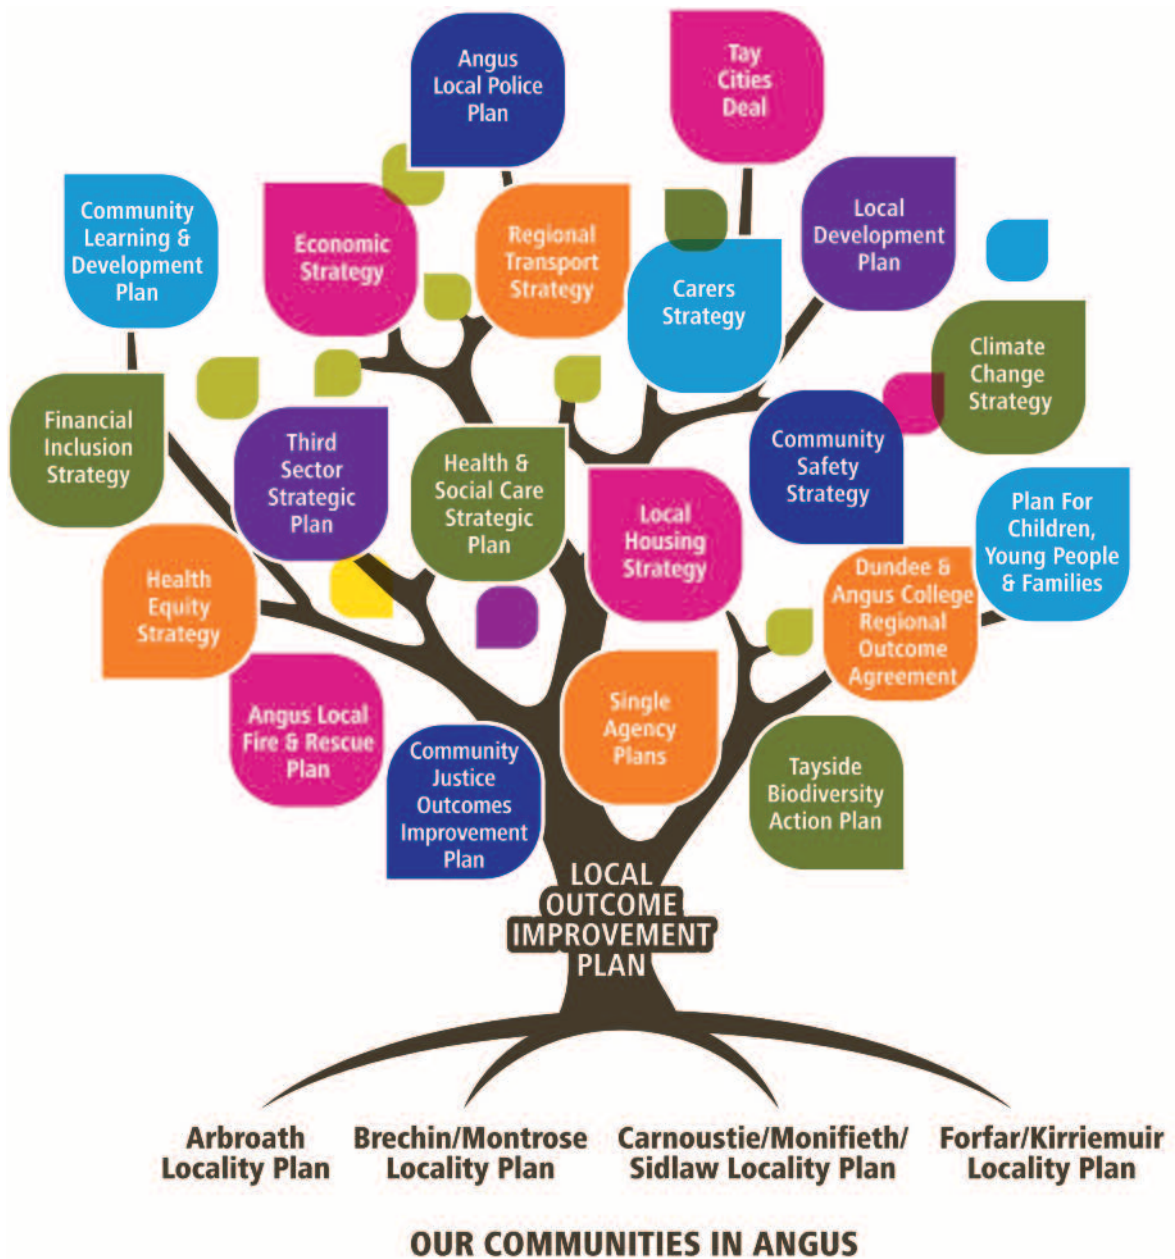 Angus
Local Police
Plan
Tay
Cities
Deal
Community
Learning &
Development
Plan
Economic
Strategy
Regional
Transport
Strategy
Carers
Strategy
Local
Development
Plan
Climate
Change
Strategy
Financial
Inclusion
Strategy
Third
Sector
Strategic
Plan
Health &
Social Care
Strategic
Plan
Local
Housing
Strategy
Community
Safety
Strategy
Plan For
Children,
Young People
& Families
Health
Equity
Strategy
Dundee &
Angus College
Regional
Outcome
Agreement
Angus Local
Fire & Rescue
Plan
Community
Justice
Outcomes
Improvement
Plan
Single
Agency
Plans
Tayside
Biodiversity
Action Plan
LOCAL
OUTCOME
IMPROVEMENT
PLAN
Arbroath
Locality Plan
Brechin/Montrose
Locality Plan
Carnoustie/Monifieth/
Sidlaw Locality Plan
Forfar/Kirriemuir
Locality Plan
OUR COMMUNITIES IN ANGUS